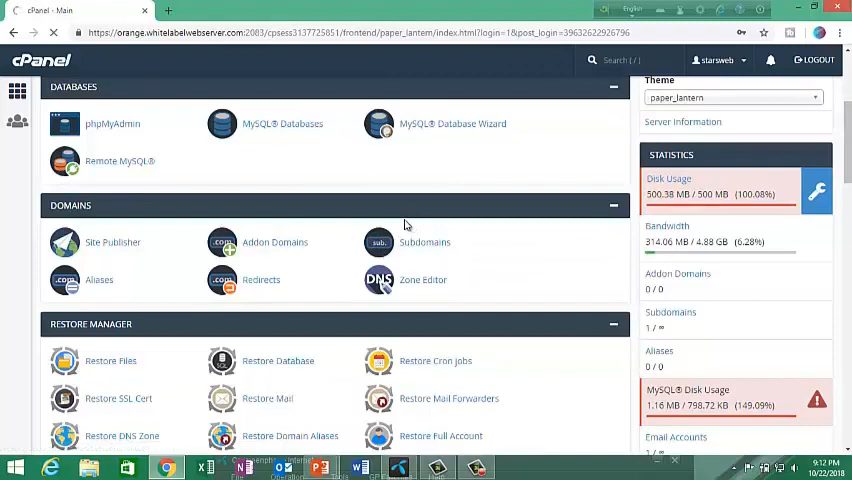 cPanel - Main
English
https://orange.whitelabelwebserver.com:2083/cpsess3137725851/frontend/paper_lantern/index.html?login=1&post_login=39632622926796
cPanel
Search ( / )
starsweb
LOGOUT
DATABASES
phpMyAdmin
MySQL® Databases
MySQL® Database Wizard
Remote MySQL®
DOMAINS
Site Publisher
Addon Domains
Subdomains
Aliases
Redirects
Zone Editor
RESTORE MANAGER
Restore Files
Restore Database
Restore Cron jobs
Restore SSL Cert
Restore Mail
Restore Mail Forwarders
Restore DNS Zone
Restore Domain Aliases
Restore Full Account
Theme
paper_lantern
Server Information
STATISTICS
Disk Usage
500.38 MB / 500 MB (100.08%)
Bandwidth
314.06 MB / 4.88 GB (6.28%)
Addon Domains
0 / 0
Subdomains
1 / ∞
Aliases
0 / 0
MySQL® Disk Usage
1.16 MB / 798.72 KB (149.09%)
Email Accounts
9:12 PM
10/22/2018